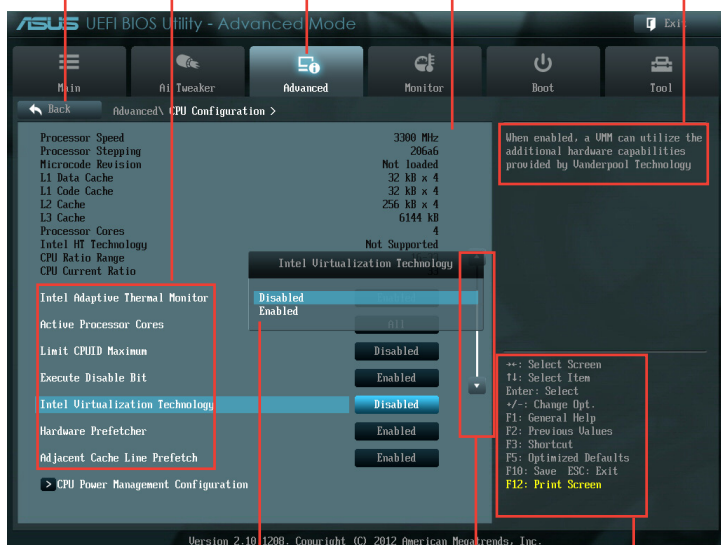 ASUS UEFI BIOS Utility - Advanced Mode
Exit
Main
Ai Tweaker
Advanced
Monitor
Boot
Tool
Back
Advanced\ CPU Configuration >
Processor Speed 3300 MHz
Processor Stepping 206a6
Microcode Revision Not loaded
L1 Data Cache 32 kB x 4
L1 Code Cache 32 kB x 4
L2 Cache 256 kB x 4
L3 Cache 6144 kB
Processor Cores 4
Intel HT Technology Not Supported
CPU Ratio Range
CPU Current Ratio
Intel Adaptive Thermal Monitor
Active Processor Cores All
Limit CPUID Maximum Disabled
Execute Disable Bit Enabled
Intel Virtualization Technology Disabled
Hardware Prefetcher Enabled
Adjacent Cache Line Prefetch Enabled
> CPU Power Management Configuration
Intel Virtualization Technology
Disabled
Enabled
When enabled, a VMM can utilize the
additional hardware capabilities
provided by Vanderpool Technology
→←: Select Screen
↑↓: Select Item
Enter: Select
+/-: Change Opt.
F1: General Help
F2: Previous Values
F3: Shortcut
F5: Optimized Defaults
F10: Save ESC: Exit
F12: Print Screen
Version 2.10.1208. Copyright (C) 2012 American Megatrends, Inc.